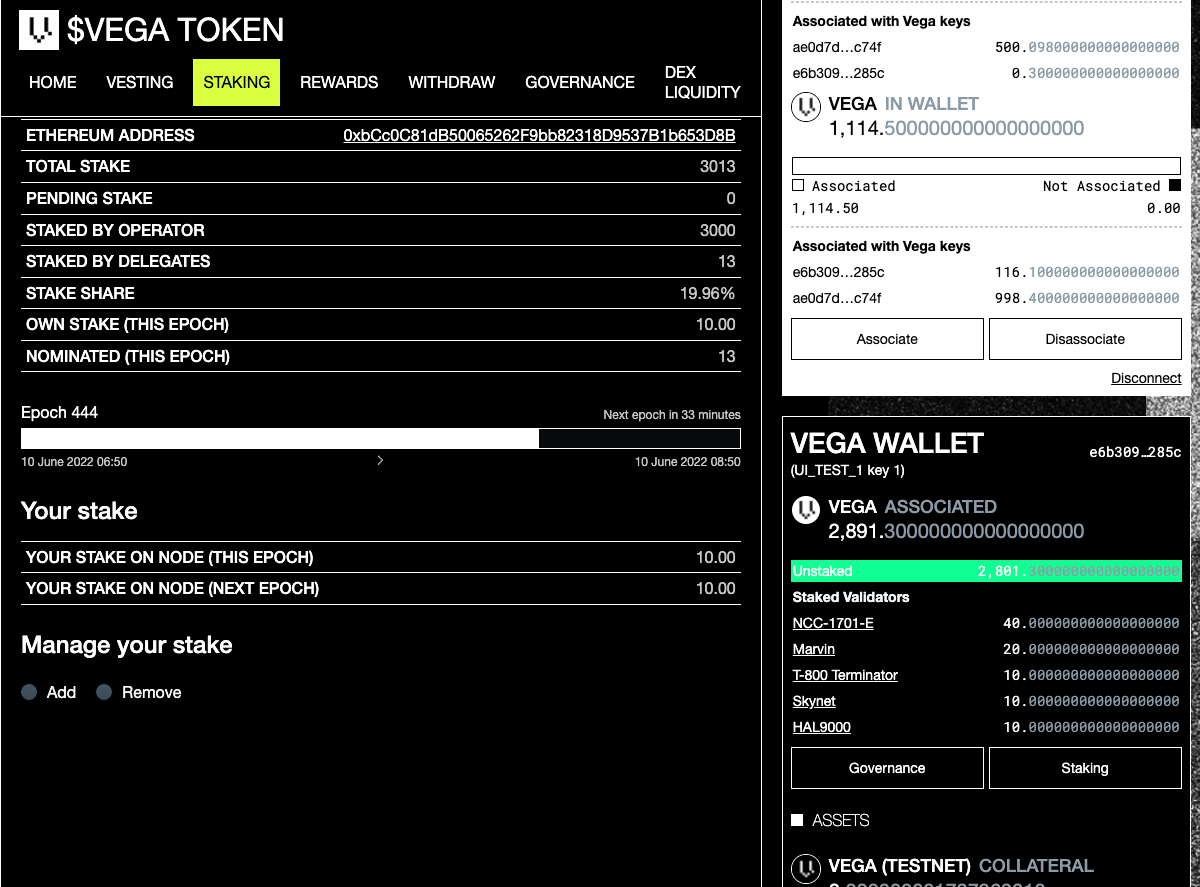 $VEGA TOKEN
HOME VESTING STAKING REWARDS WITHDRAW GOVERNANCE DEX LIQUIDITY
ETHEREUM ADDRESS 0xbCc0C81dB50065262F9bb82318D9537B1b653D8B
TOTAL STAKE 3013
PENDING STAKE 0
STAKED BY OPERATOR 3000
STAKED BY DELEGATES 13
STAKE SHARE 19.96%
OWN STAKE (THIS EPOCH) 10.00
NOMINATED (THIS EPOCH) 13
Epoch 444 Next epoch in 33 minutes
10 June 2022 06:50 10 June 2022 08:50
Your stake
YOUR STAKE ON NODE (THIS EPOCH) 10.00
YOUR STAKE ON NODE (NEXT EPOCH) 10.00
Manage your stake
Add Remove
Associated with Vega keys
ae0d7d…c74f 500.098000000000000000
e6b309…285c 0.300000000000000000
VEGA IN WALLET
1,114.500000000000000000
Associated Not Associated
1,114.50 0.00
Associated with Vega keys
e6b309…285c 116.100000000000000000
ae0d7d…c74f 998.400000000000000000
Associate Disassociate
Disconnect
VEGA WALLET e6b309…285c
(UI_TEST_1 key 1)
VEGA ASSOCIATED
2,891.300000000000000000
Unstaked 2,801.300000000000000000
Staked Validators
NCC-1701-E 40.000000000000000000
Marvin 20.000000000000000000
T-800 Terminator 10.000000000000000000
Skynet 10.000000000000000000
HAL9000 10.000000000000000000
Governance Staking
ASSETS
VEGA (TESTNET) COLLATERAL